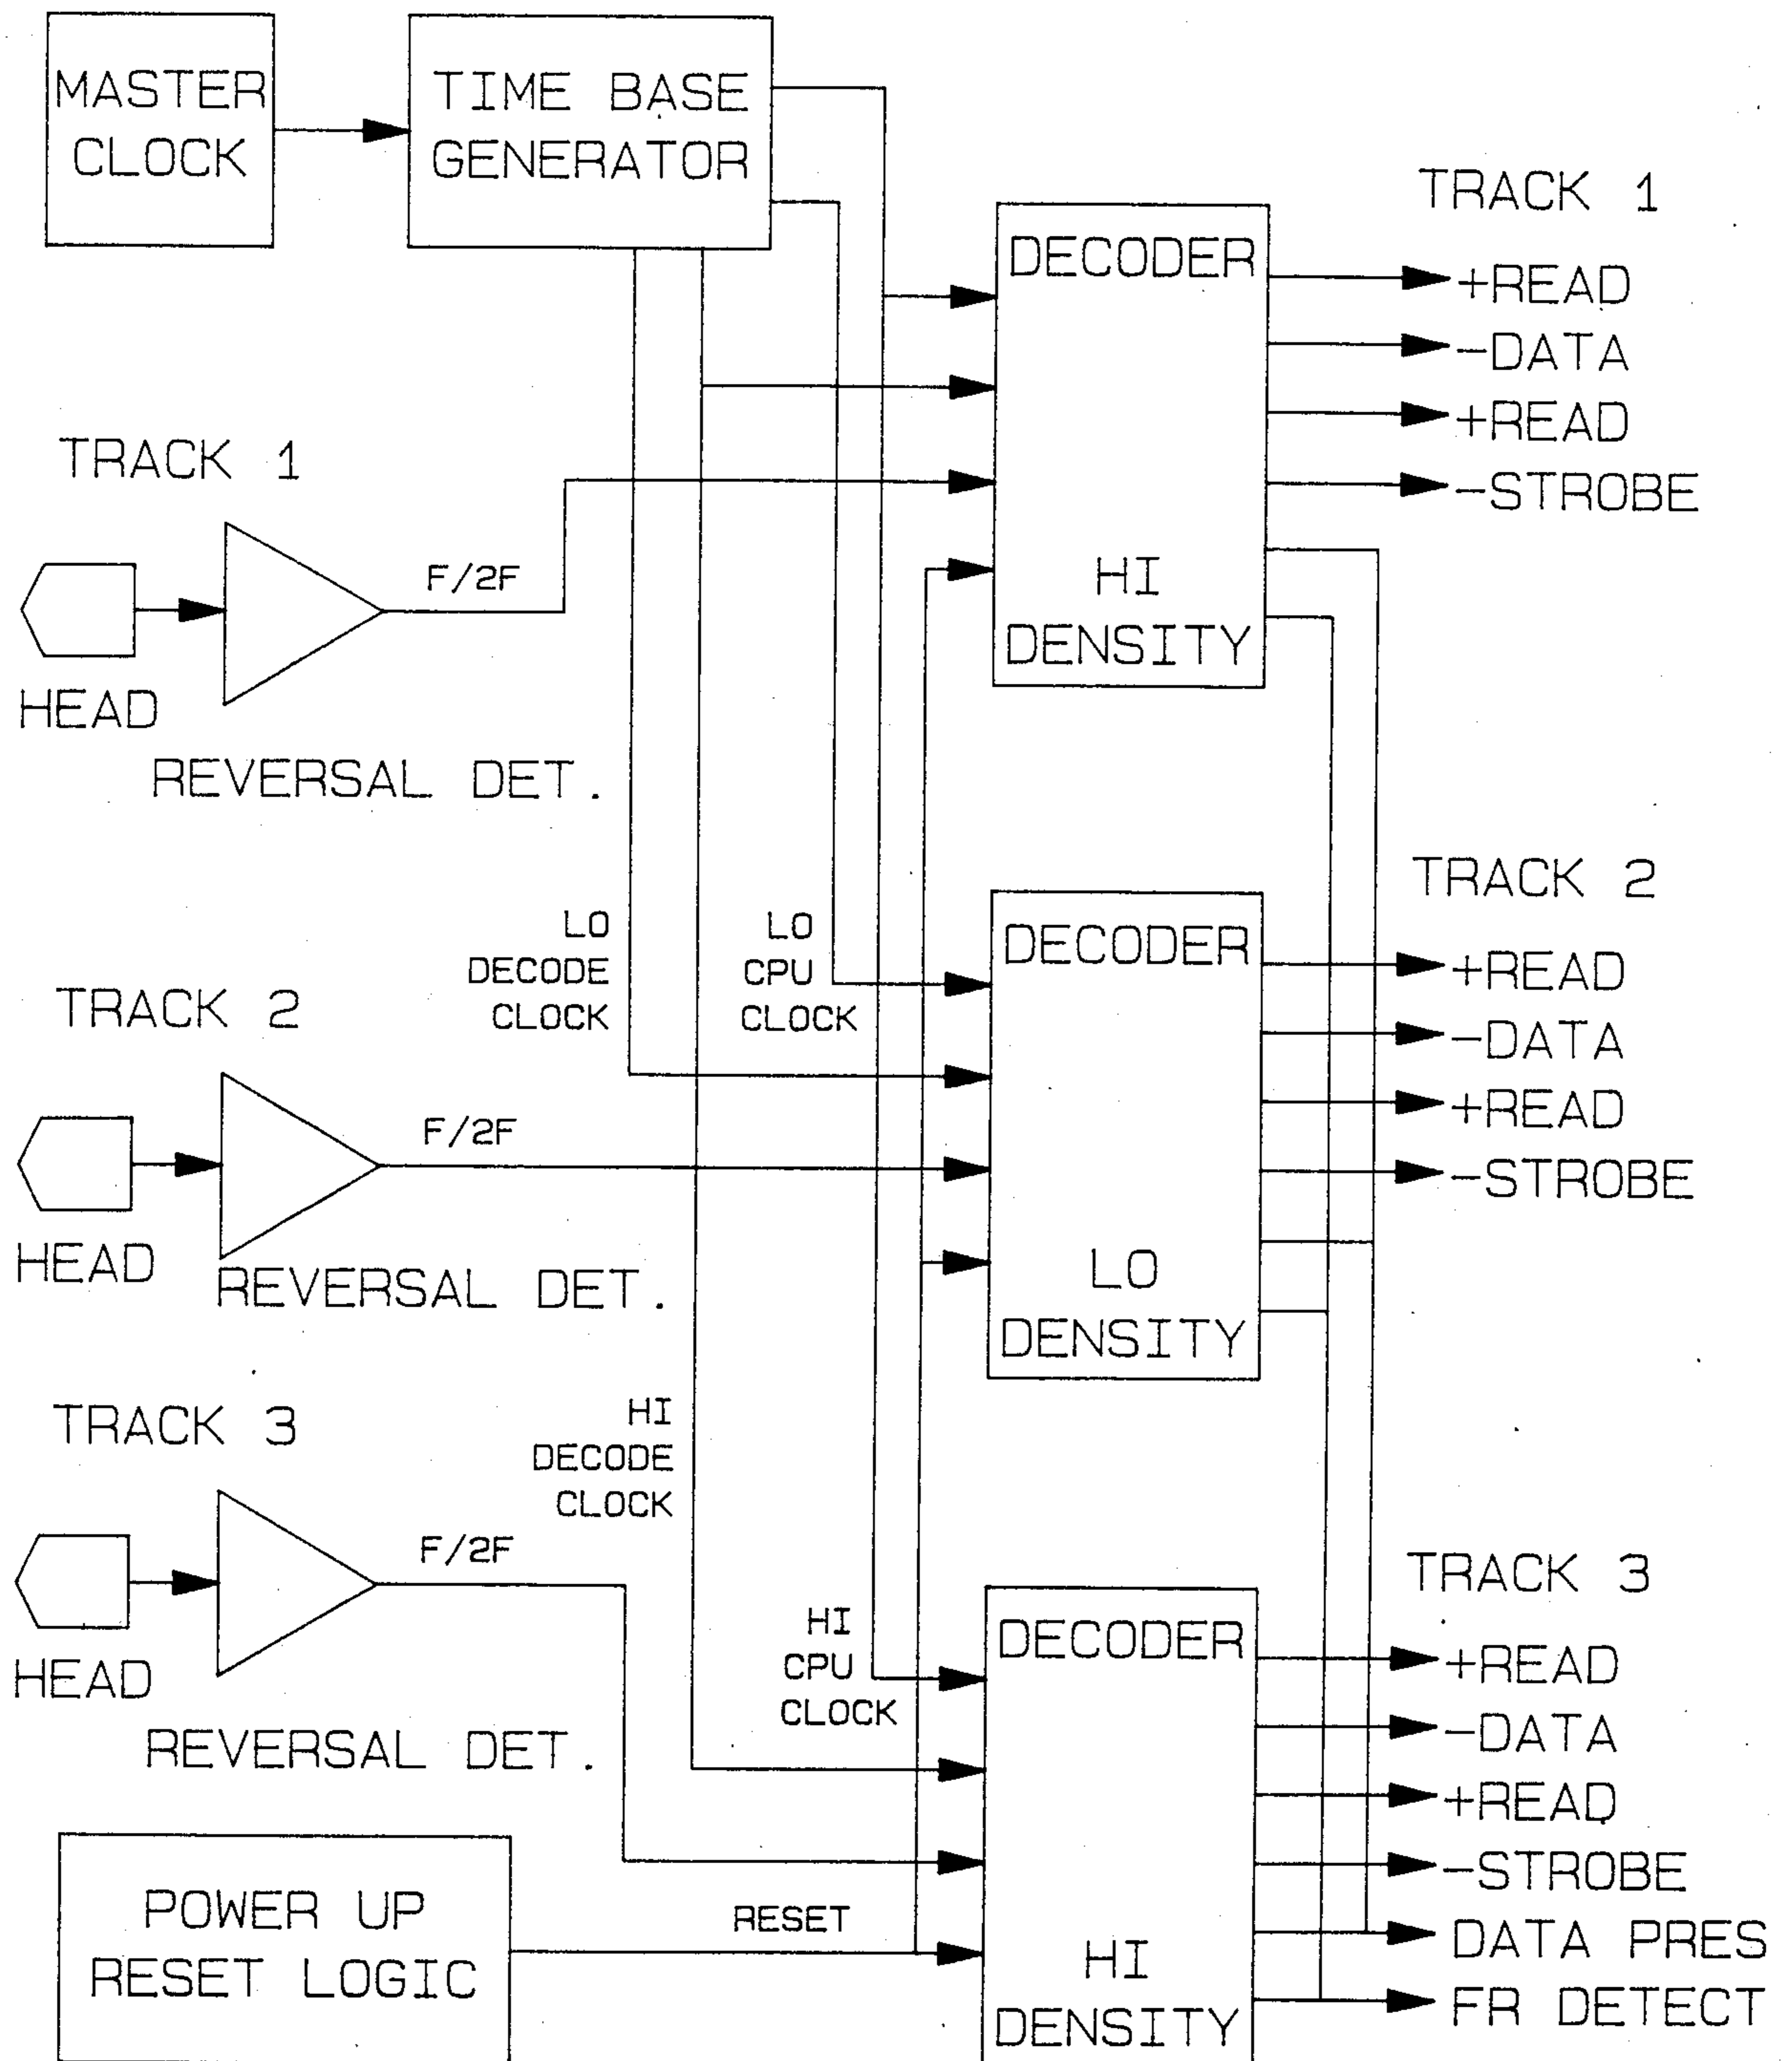 MASTER
CLOCK
TIME BASE
GENERATOR
TRACK 1
DECODER
+READ
-DATA
+READ
-STROBE
HI
DENSITY
TRACK 1
F/2F
HEAD
REVERSAL DET.
LO
DECODE
CLOCK
LO
CPU
CLOCK
TRACK 2
DECODER
+READ
-DATA
+READ
-STROBE
LO
DENSITY
TRACK 2
F/2F
HEAD
REVERSAL DET.
HI
DECODE
CLOCK
TRACK 3
F/2F
HEAD
REVERSAL DET.
HI
CPU
CLOCK
TRACK 3
DECODER
+READ
-DATA
+READ
-STROBE
DATA PRES
FR DETECT
HI
DENSITY
POWER UP
RESET LOGIC
RESET